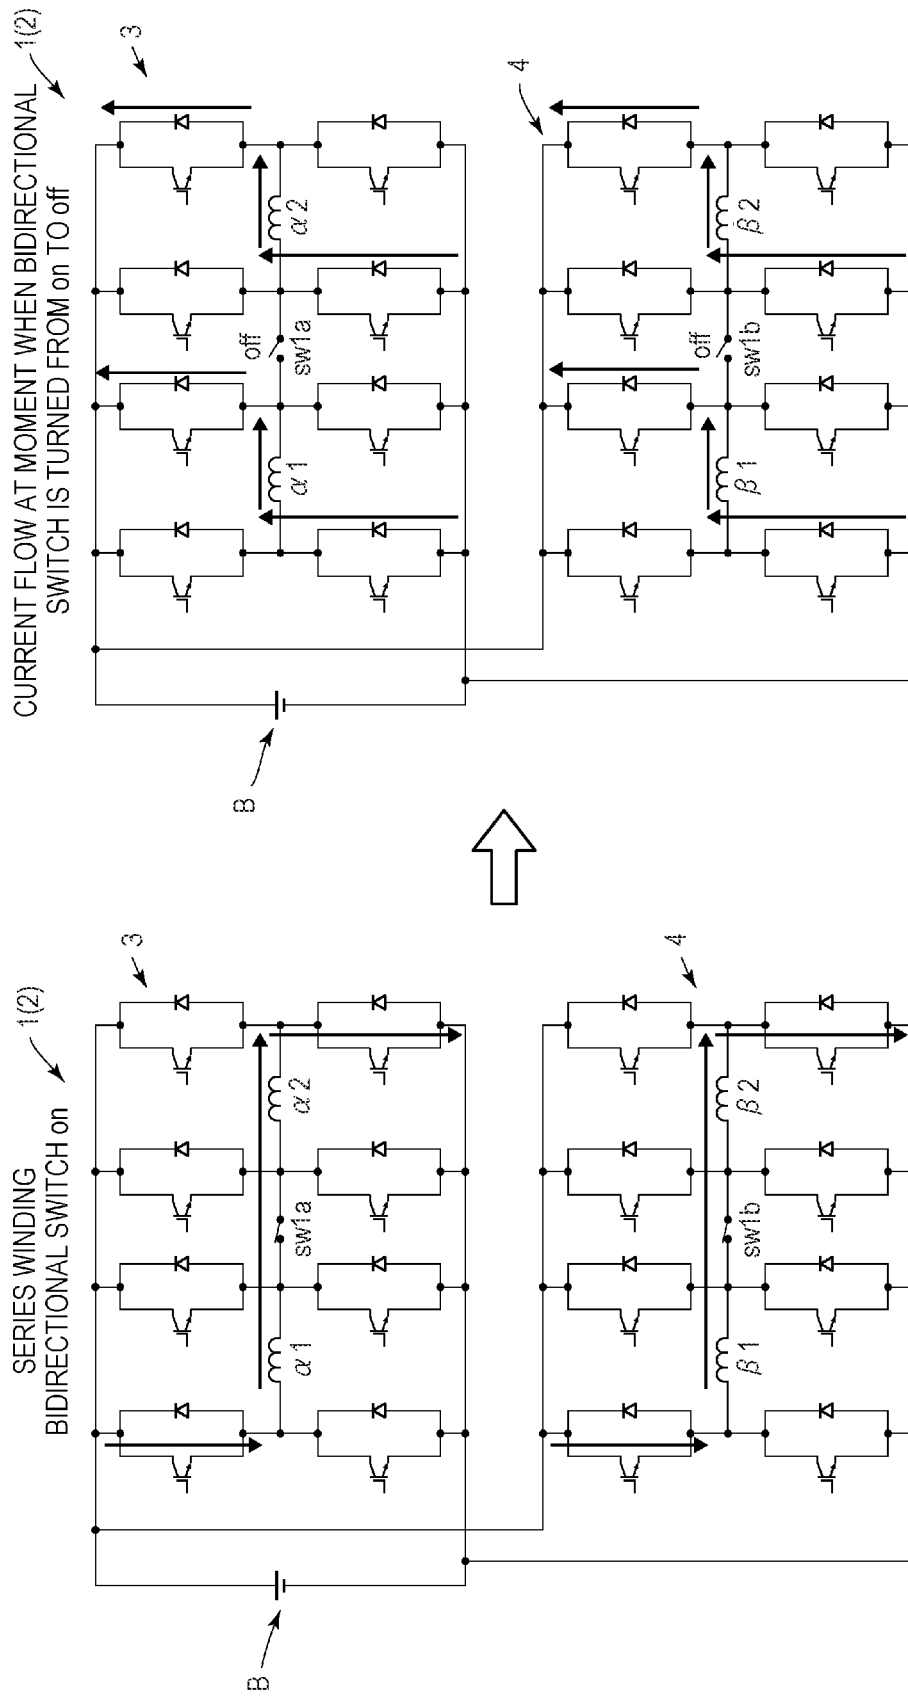 SERIES WINDING
BIDIRECTIONAL SWITCH on
1(2)
3
B
α1
sw1a
α2
4
β1
sw1b
β2
CURRENT FLOW AT MOMENT WHEN BIDIRECTIONAL
SWITCH IS TURNED FROM on TO off
1(2)
3
B
α1
off
sw1a
α2
4
β1
off
sw1b
β2